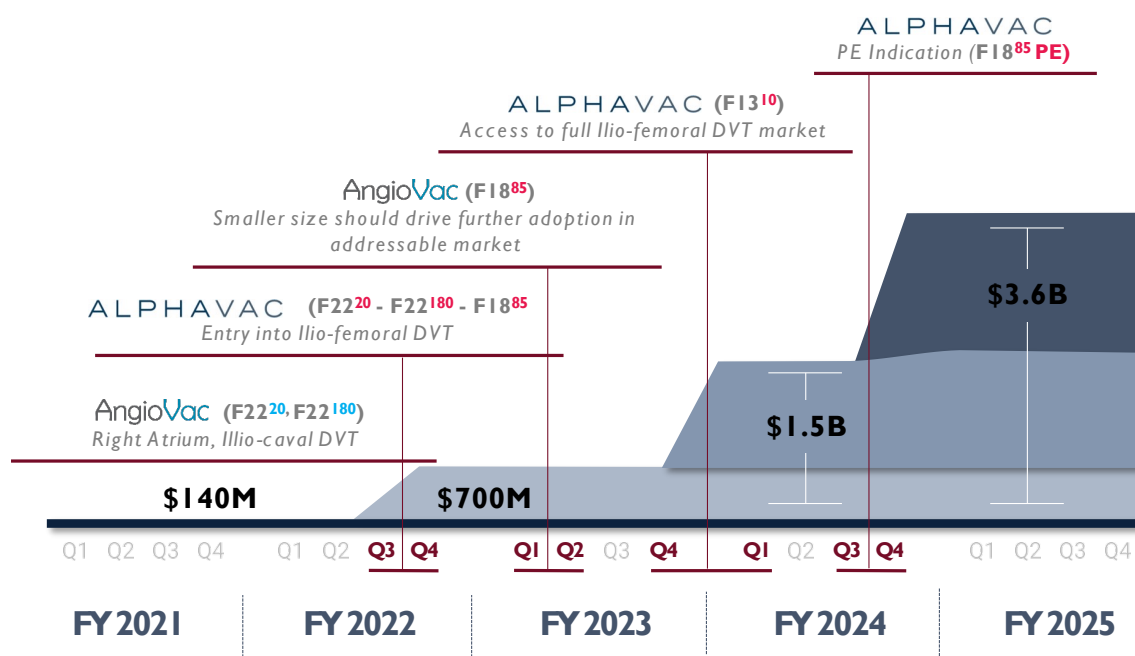 ALPHAVAC
PE Indication (F18⁸⁵ PE)
ALPHAVAC (F13¹⁰)
Access to full Ilio-femoral DVT market
AngioVac (F18⁸⁵)
Smaller size should drive further adoption in
addressable market
ALPHAVAC (F22²⁰ - F22¹⁸⁰ - F18⁸⁵
Entry into Ilio-femoral DVT
AngioVac (F22²⁰, F22¹⁸⁰)
Right Atrium, Illio-caval DVT
$3.6B
$1.5B
$140M $700M
Q1 Q2 Q3 Q4 Q1 Q2 Q3 Q4 Q1 Q2 Q3 Q4 Q1 Q2 Q3 Q4 Q1 Q2 Q3 Q4
FY 2021 FY 2022 FY 2023 FY 2024 FY 2025